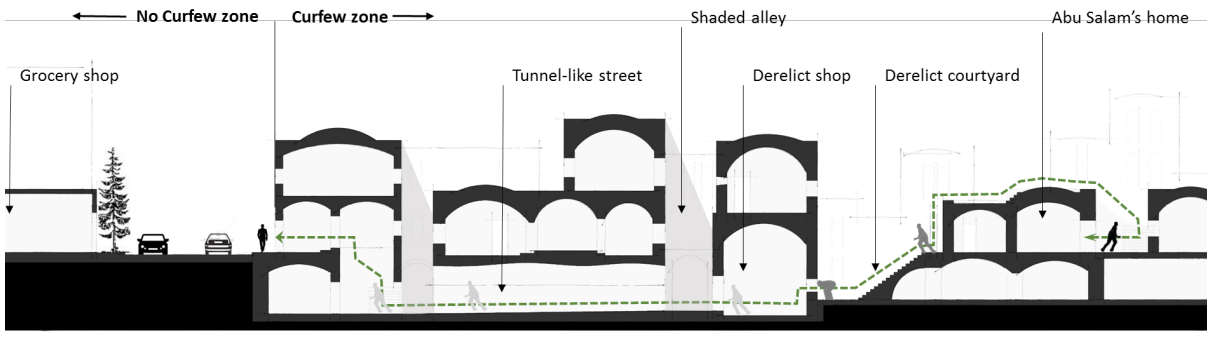 No Curfew zone
Curfew zone
Shaded alley
Abu Salam’s home
Grocery shop
Tunnel-like street
Derelict shop
Derelict courtyard